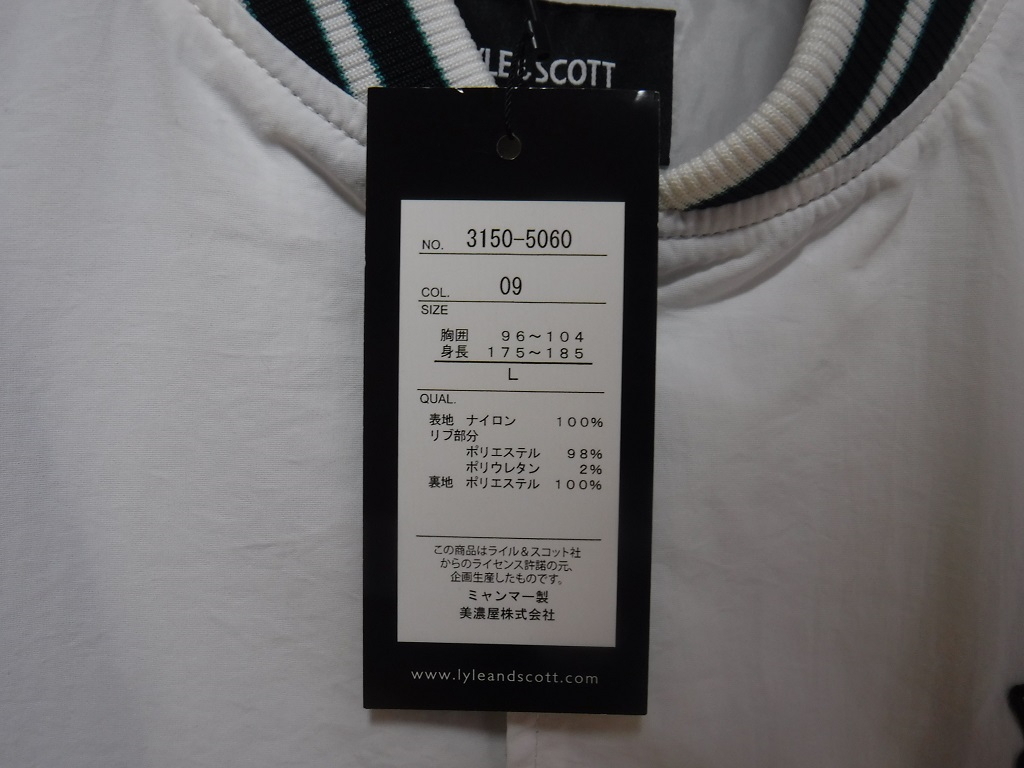 LE & SCOTT
NO. 3150-5060
COL. 09
SIZE
胸囲 96～104
身長 175～185
L
QUAL.
表地 ナイロン 100%
リブ部分
ポリエステル 98%
ポリウレタン 2%
裏地 ポリエステル 100%
この商品はライル&スコット社
からのライセンス許諾の元、
企画生産したものです。
ミャンマー製
美濃屋株式会社
www.lyleandscott.com